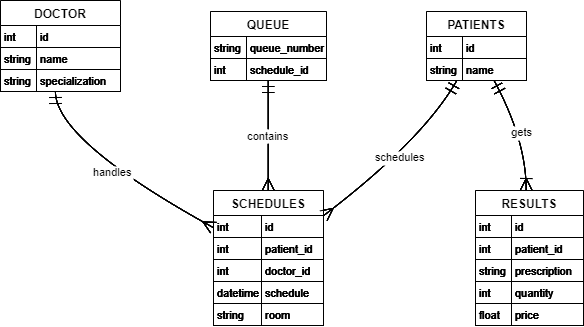 DOCTOR
int id
string name
string specialization
QUEUE
string queue_number
int schedule_id
PATIENTS
int id
string name
handles
contains
schedules
gets
SCHEDULES
int id
int patient_id
int doctor_id
datetime schedule
string room
RESULTS
int id
int patient_id
string prescription
int quantity
float price